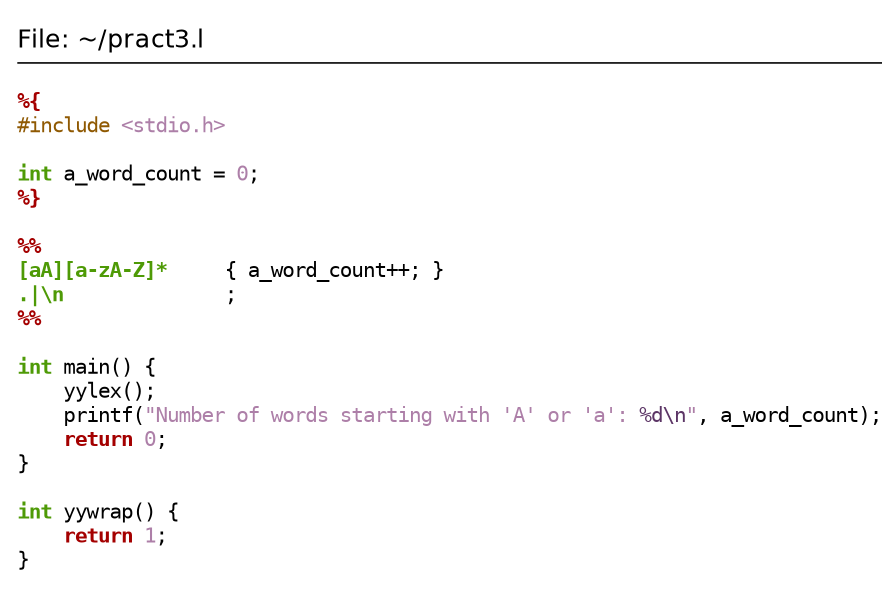 File: ~/pract3.l
%{
#include <stdio.h>
int a_word_count = 0;
%}
%%
[aA][a-zA-Z]*     { a_word_count++; }
.|\n              ;
%%
int main() {
    yylex();
    printf("Number of words starting with 'A' or 'a': %d\n", a_word_count);
    return 0;
}
int yywrap() {
    return 1;
}